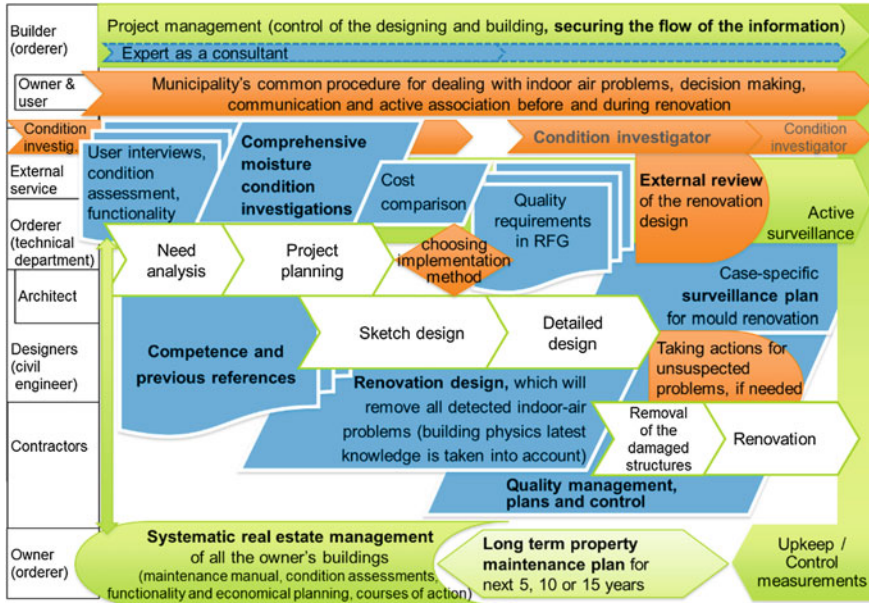 Builder
(orderer)
Project management (control of the designing and building, securing the flow of the information)
Expert as a consultant
Owner &
user
Municipality's common procedure for dealing with indoor air problems, decision making,
communication and active association before and during renovation
Condition
investig.
Condition investigator
Condition
investigator
External
service
User interviews,
condition
assessment,
functionality
Comprehensive
moisture
condition
investigations
Cost
comparison
Quality
requirements
in RFG
External review
of the renovation
design
Active
surveillance
Orderer
(technical
department)
Need
analysis
Project
planning
choosing
implementation
method
Case-specific
surveillance plan
for mould renovation
Architect
Sketch design
Detailed
design
Designers
(civil
engineer)
Competence and
previous references
Taking actions for
unsuspected
problems, if needed
Renovation design, which will
remove all detected indoor-air
problems (building physics latest
knowledge is taken into account)
Contractors
Removal
of the
damaged
structures
Renovation
Quality management,
plans and control
Owner
(orderer)
Systematic real estate management
of all the owner's buildings
(maintenance manual, condition assessments,
functionality and economical planning, courses of action)
Long term property
maintenance plan for
next 5, 10 or 15 years
Upkeep /
Control
measurements